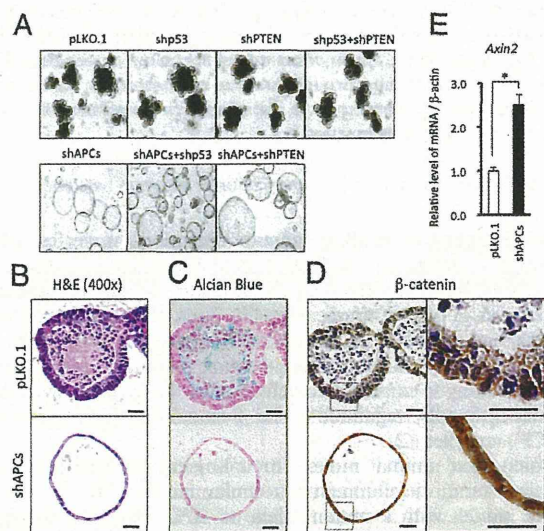 A
pLKO.1 shp53 shPTEN shp53+shPTEN
shAPCs shAPCs+shp53 shAPCs+shPTEN
E
Axin2
Relative level of mRNA / β-actin
3.0
2.0
1.0
0.0
*
pLKO.1
shAPCs
B
H&E (400x)
C
Alcian Blue
D
β-catenin
pLKO.1
shAPCs